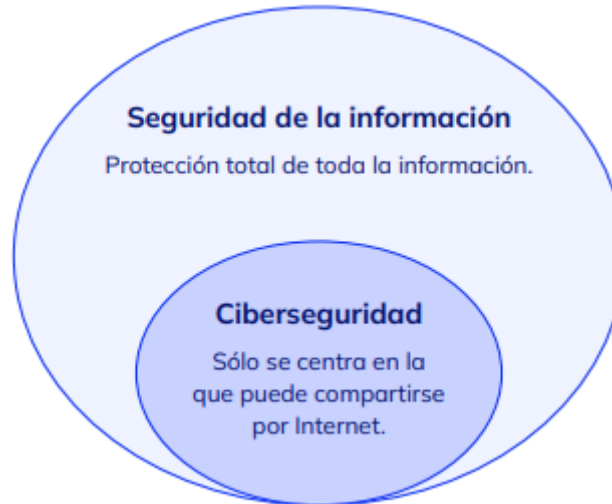 Seguridad de la información
Protección total de toda la información.
Ciberseguridad
Sólo se centra en la
que puede compartirse
por Internet.